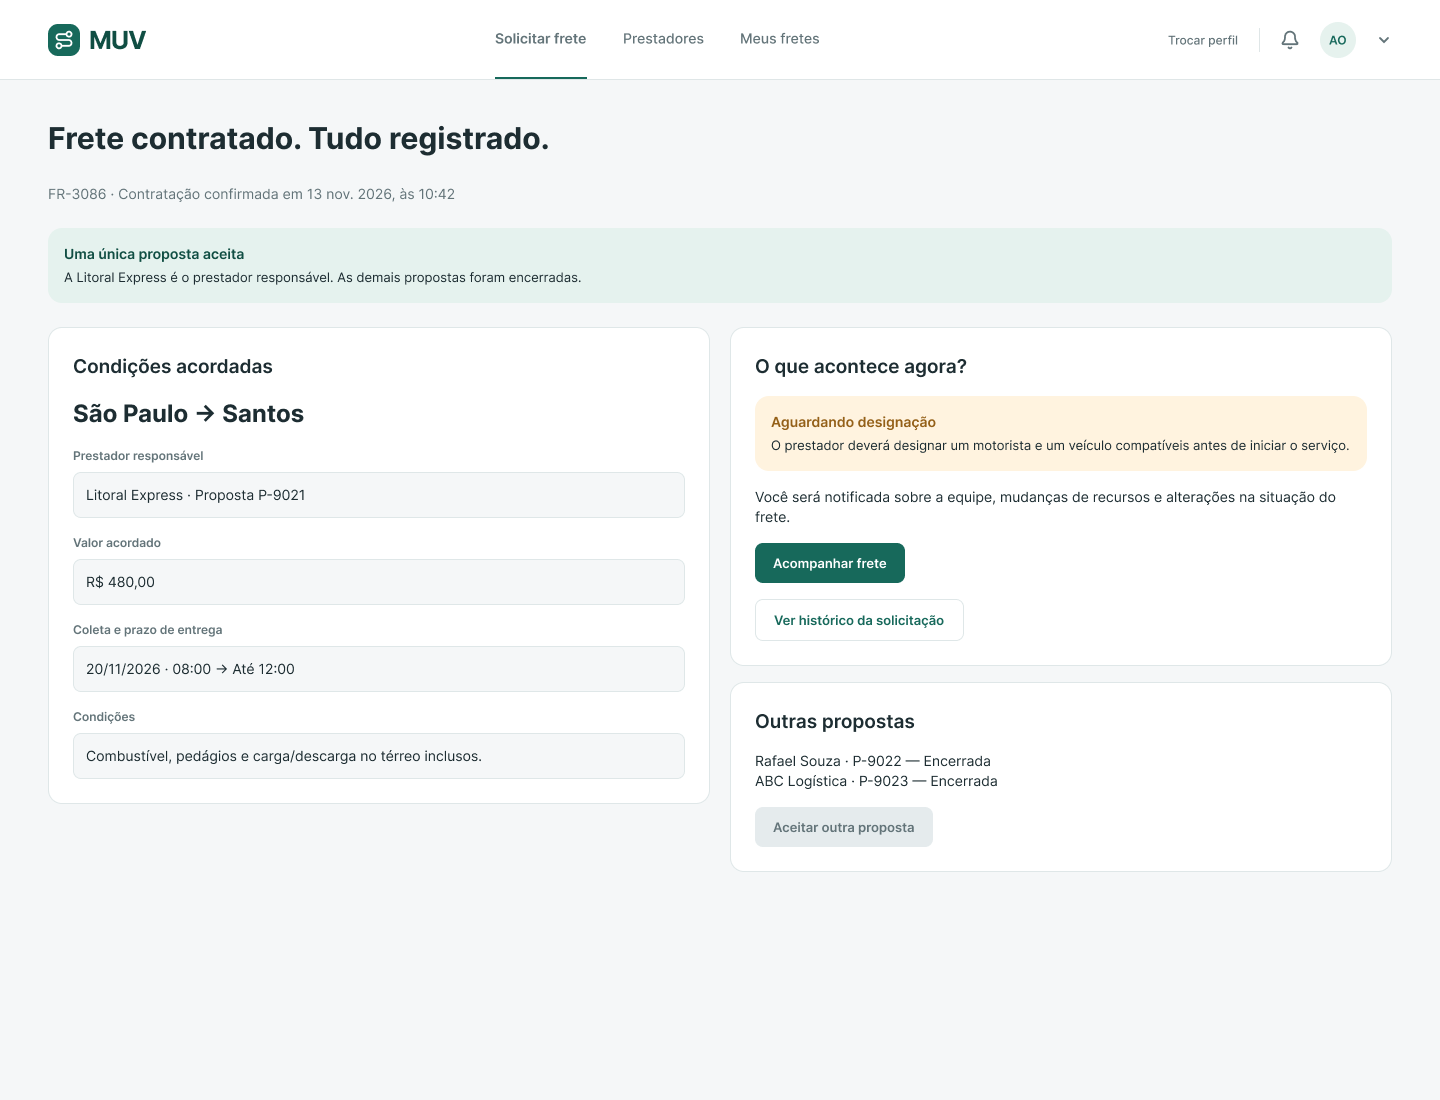 MUV
Solicitar frete
Prestadores
Meus fretes
Trocar perfil
AO
Frete contratado. Tudo registrado.
FR-3086 · Contratação confirmada em 13 nov. 2026, às 10:42
Uma única proposta aceita
A Litoral Express é o prestador responsável. As demais propostas foram encerradas.
Condições acordadas
São Paulo → Santos
Prestador responsável
Litoral Express · Proposta P-9021
Valor acordado
R$ 480,00
Coleta e prazo de entrega
20/11/2026 · 08:00 → Até 12:00
Condições
Combustível, pedágios e carga/descarga no térreo inclusos.
O que acontece agora?
Aguardando designação
O prestador deverá designar um motorista e um veículo compatíveis antes de iniciar o serviço.
Você será notificada sobre a equipe, mudanças de recursos e alterações na situação do
frete.
Acompanhar frete
Ver histórico da solicitação
Outras propostas
Rafael Souza · P-9022 — Encerrada
ABC Logística · P-9023 — Encerrada
Aceitar outra proposta